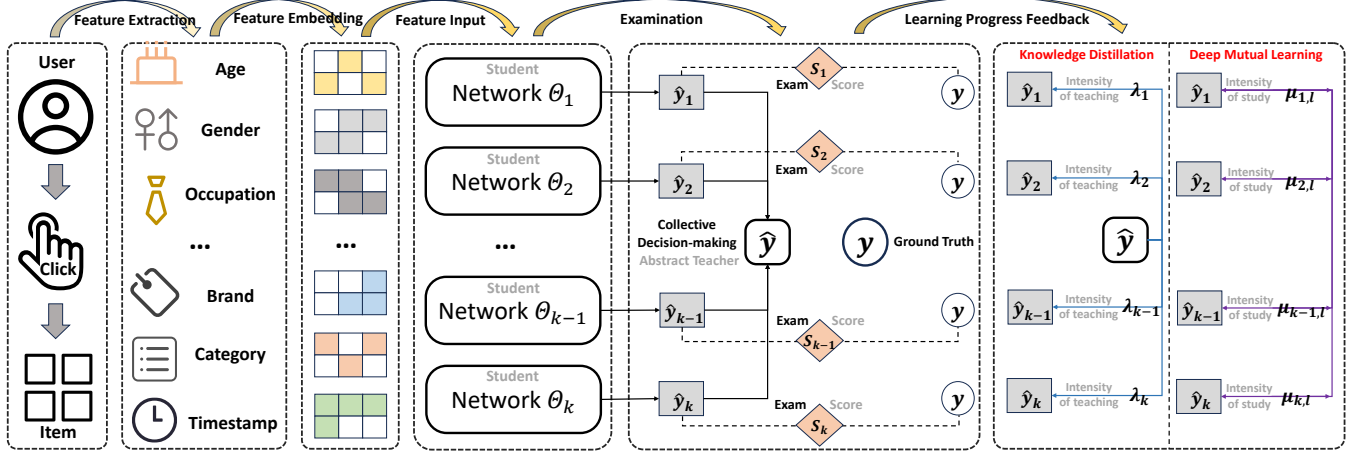 Feature Extraction
Feature Embedding
Feature Input
Examination
Learning Progress Feedback
User
Click
Item
Age
Gender
Occupation
...
Brand
Category
Timestamp
...
Student
Network Θ₁
Student
Network Θ₂
...
Student
Network Θₖ₋₁
Student
Network Θₖ
ŷ₁
Exam
S₁
Score
y
ŷ₂
Exam
S₂
Score
y
Collective
Decision-making
Abstract Teacher
ŷ
y
Ground Truth
ŷₖ₋₁
Exam
Sₖ₋₁
Score
y
ŷₖ
Exam
Sₖ
Score
y
Knowledge Distillation
ŷ₁
Intensity
of teaching
λ₁
ŷ₂
Intensity
of teaching
λ₂
ŷ
ŷₖ₋₁
Intensity
of teaching
λₖ₋₁
ŷₖ
Intensity
of teaching
λₖ
Deep Mutual Learning
ŷ₁
Intensity
of study
μ₁,ₗ
ŷ₂
Intensity
of study
μ₂,ₗ
ŷₖ₋₁
Intensity
of study
μₖ₋₁,ₗ
ŷₖ
Intensity
of study
μₖ,ₗ